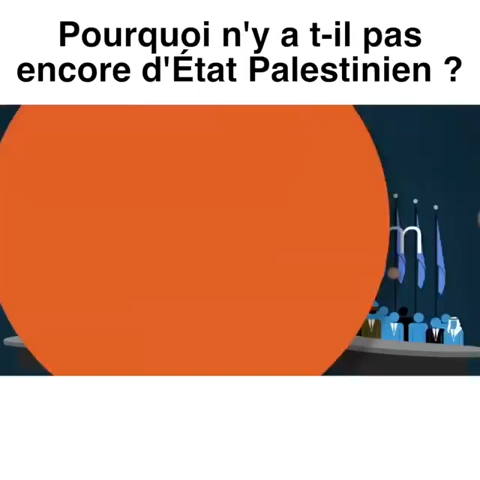 Pourquoi n'y a t-il pas
encore d'État Palestinien ?